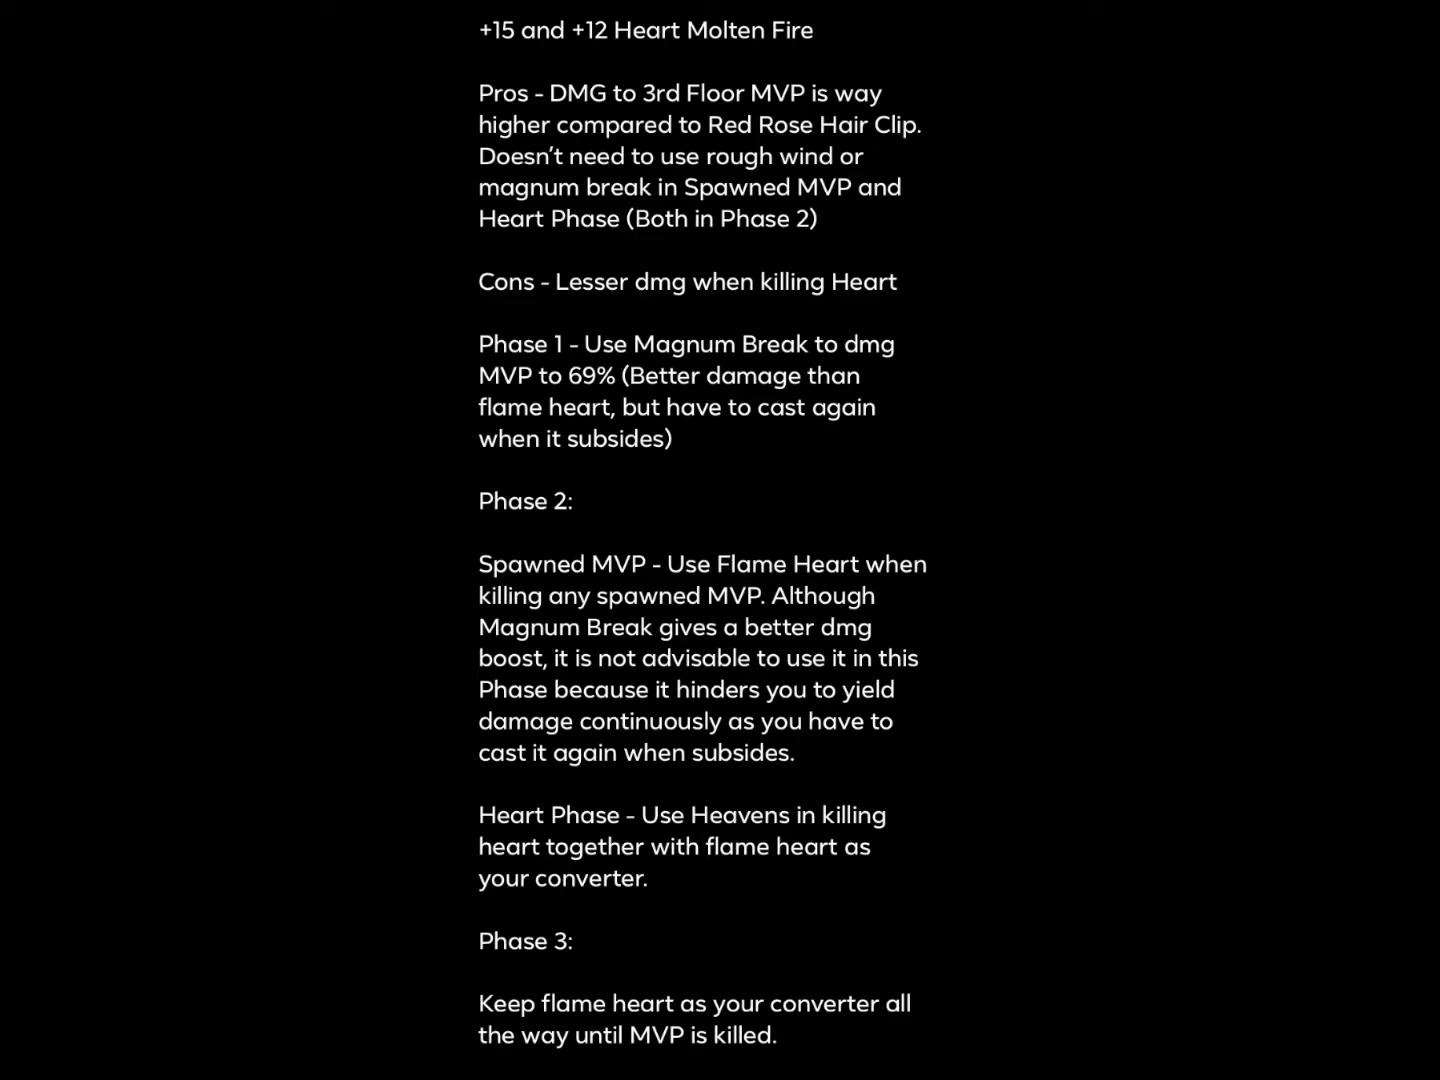 +15 and +12 Heart Molten Fire
Pros - DMG to 3rd Floor MVP is way
higher compared to Red Rose Hair Clip.
Doesn't need to use rough wind or
magnum break in Spawned MVP and
Heart Phase (Both in Phase 2)
Cons - Lesser dmg when killing Heart
Phase 1 - Use Magnum Break to dmg
MVP to 69% (Better damage than
flame heart, but have to cast again
when it subsides)
Phase 2:
Spawned MVP - Use Flame Heart when
killing any spawned MVP. Although
Magnum Break gives a better dmg
boost, it is not advisable to use it in this
Phase because it hinders you to yield
damage continuously as you have to
cast it again when subsides.
Heart Phase - Use Heavens in killing
heart together with flame heart as
your converter.
Phase 3:
Keep flame heart as your converter all
the way until MVP is killed.